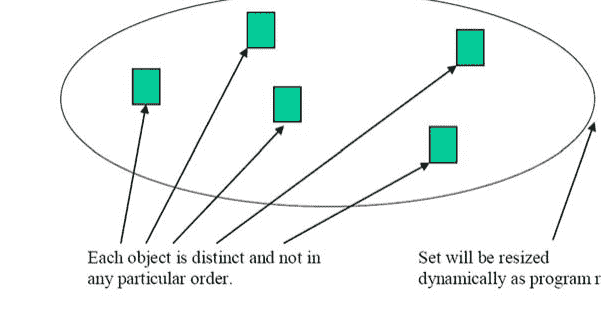 Each object is distinct and not in
any particular order.
Set will be resized
dynamically as program r